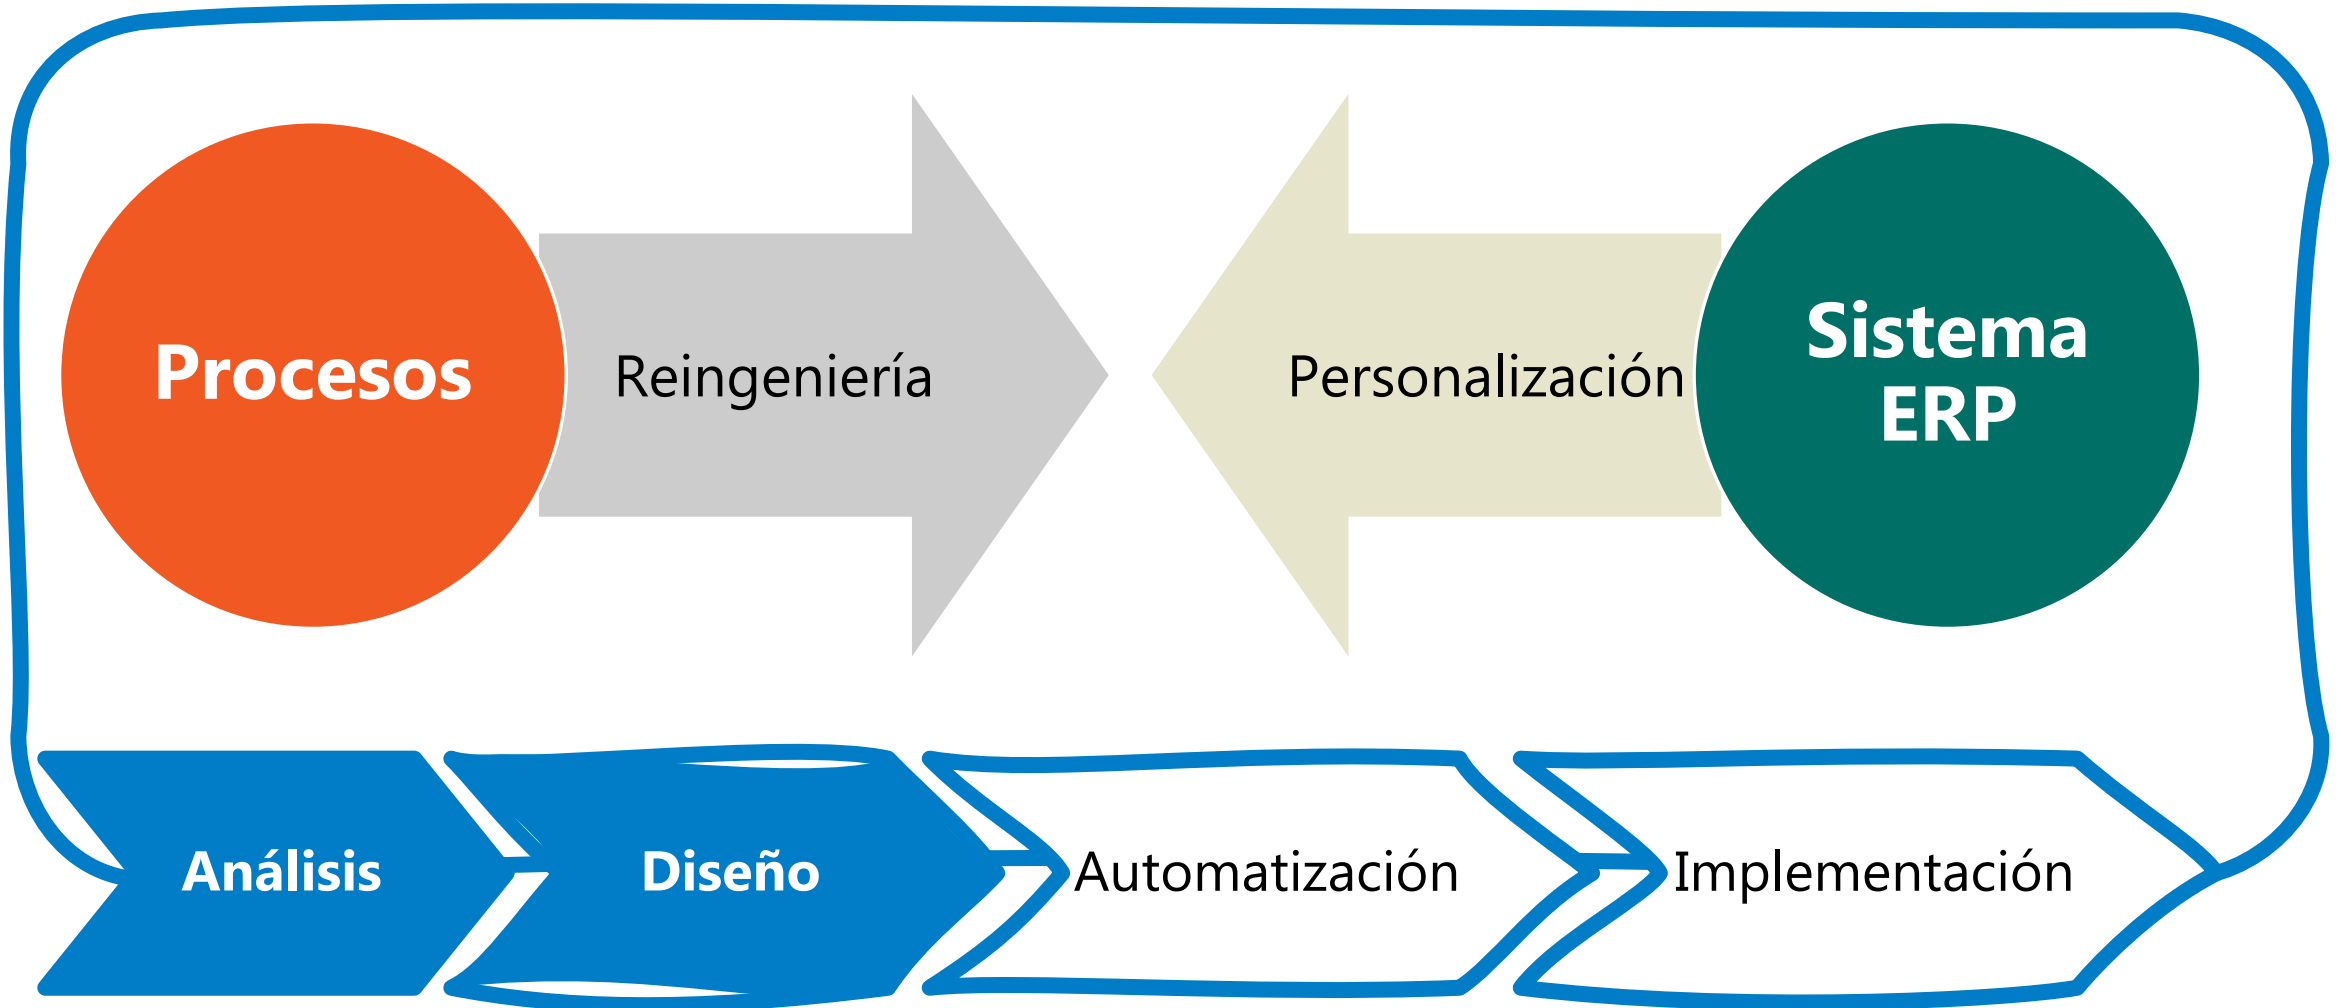 Procesos
Reingeniería
Personalización
Sistema
ERP
Análisis
Diseño
Automatización
Implementación